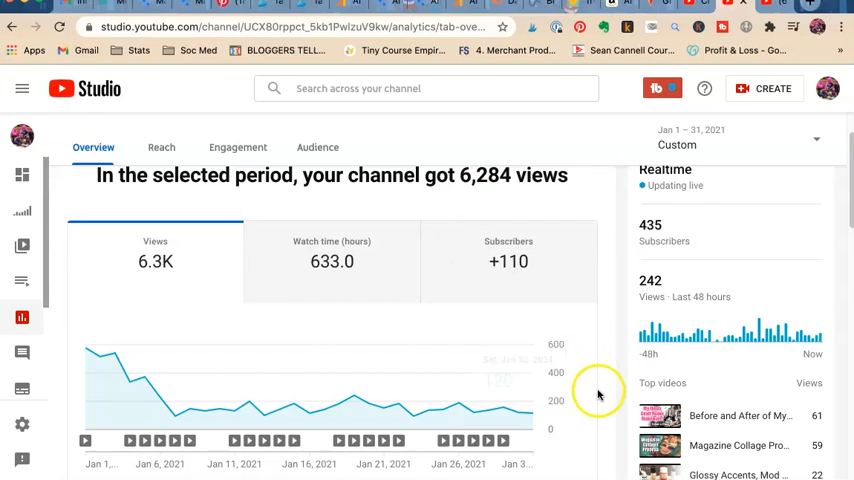 studio.youtube.com/channel/UCX80rppct_5kb1PwlzuV9kw/analytics/tab-ove...
Apps
Gmail
Stats
Soc Med
BLOGGERS TELL...
Tiny Course Empir...
4. Merchant Prod...
Sean Cannell Cour...
Profit & Loss - Go...
Studio
Search across your channel
CREATE
Overview
Reach
Engagement
Audience
Jan 1 – 31, 2021
Custom
In the selected period, your channel got 6,284 views
Views
6.3K
Watch time (hours)
633.0
Subscribers
+110
600
400
200
0
Jan 1,...
Jan 6, 2021
Jan 11, 2021
Jan 16, 2021
Jan 21, 2021
Jan 26, 2021
Jan 3...
Realtime
Updating live
435
Subscribers
242
Views · Last 48 hours
-48h
Now
Top videos
Views
Before and After of My...
61
Magazine Collage Pro...
59
Glossy Accents, Mod ...
22